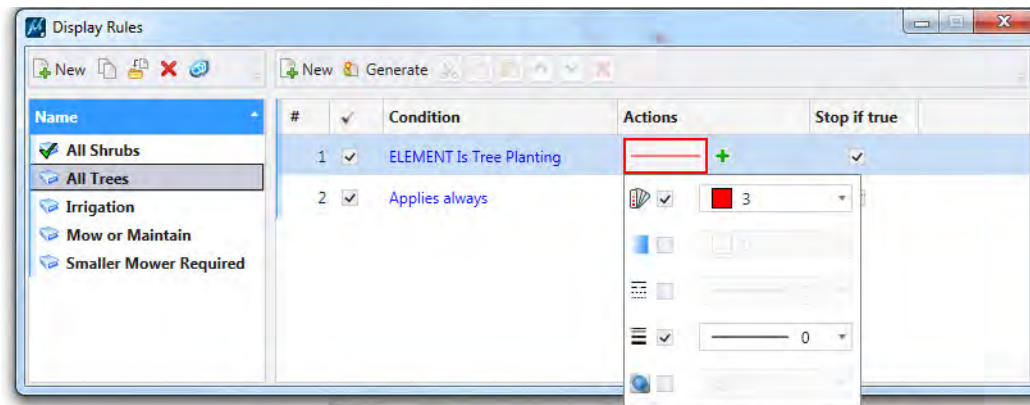 Display Rules
New
New Generate
Name
# Condition Actions Stop if true
All Shrubs
All Trees
Irrigation
Mow or Maintain
Smaller Mower Required
1 ELEMENT Is Tree Planting
2 Applies always
3
0